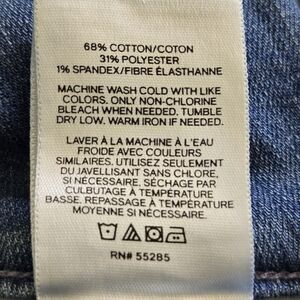 68% COTTON/COTON
31% POLYESTER
1% SPANDEX/FIBRE ÉLASTHANNE
MACHINE WASH COLD WITH LIKE
COLORS. ONLY NON-CHLORINE
BLEACH WHEN NEEDED. TUMBLE
DRY LOW. WARM IRON IF NEEDED.
LAVER À LA MACHINE À L'EAU
FROIDE AVEC COULEURS
SIMILAIRES. UTILISEZ SEULEMENT
DU JAVELLISANT SANS CHLORE,
SI NÉCESSAIRE. SÉCHAGE PAR
CULBUTAGE À TEMPÉRATURE
BASSE. REPASSAGE À TEMPÉRATURE
MOYENNE SI NÉCESSAIRE.
RN# 55285